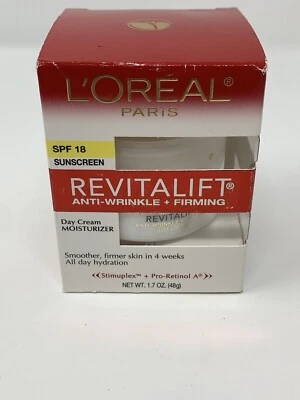 L'ORÉAL®
PARIS
SPF 18
SUNSCREEN
REVITALIFT®
ANTI-WRINKLE + FIRMING
Day Cream
MOISTURIZER
REVITALIFT
Smoother, firmer skin in 4 weeks
All day hydration
Stimuplex™ + Pro-Retinol A®
NET WT. 1.7 OZ. (48g)